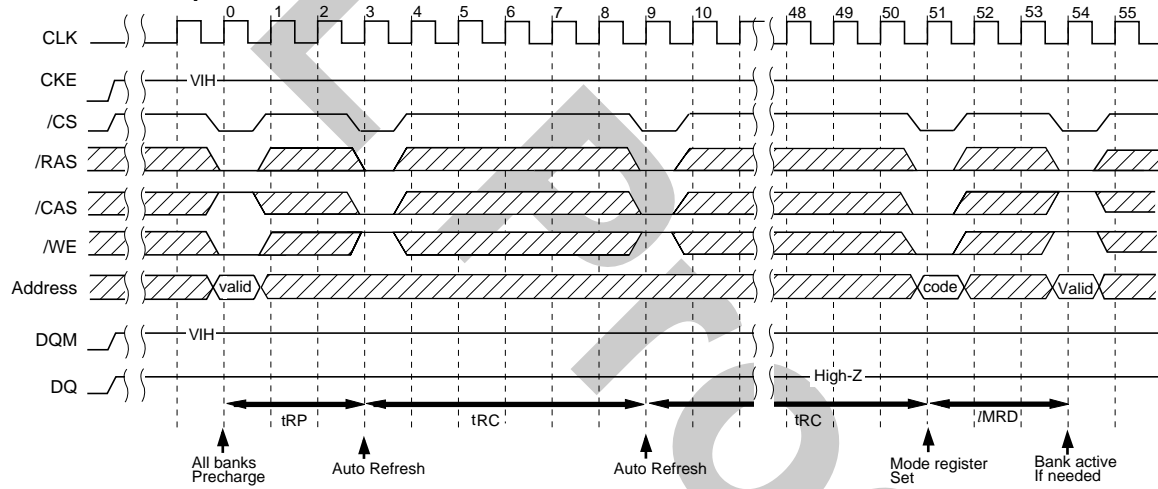 0 1 2 3 4 5 6 7 8 9 10 48 49 50 51 52 53 54 55
CLK
CKE VIH
/CS
/RAS
/CAS
/WE
Address valid code Valid
DQM VIH
DQ High-Z
tRP tRC tRC lMRD
All banks
Precharge
Auto Refresh
Auto Refresh
Mode register
Set
Bank active
If needed